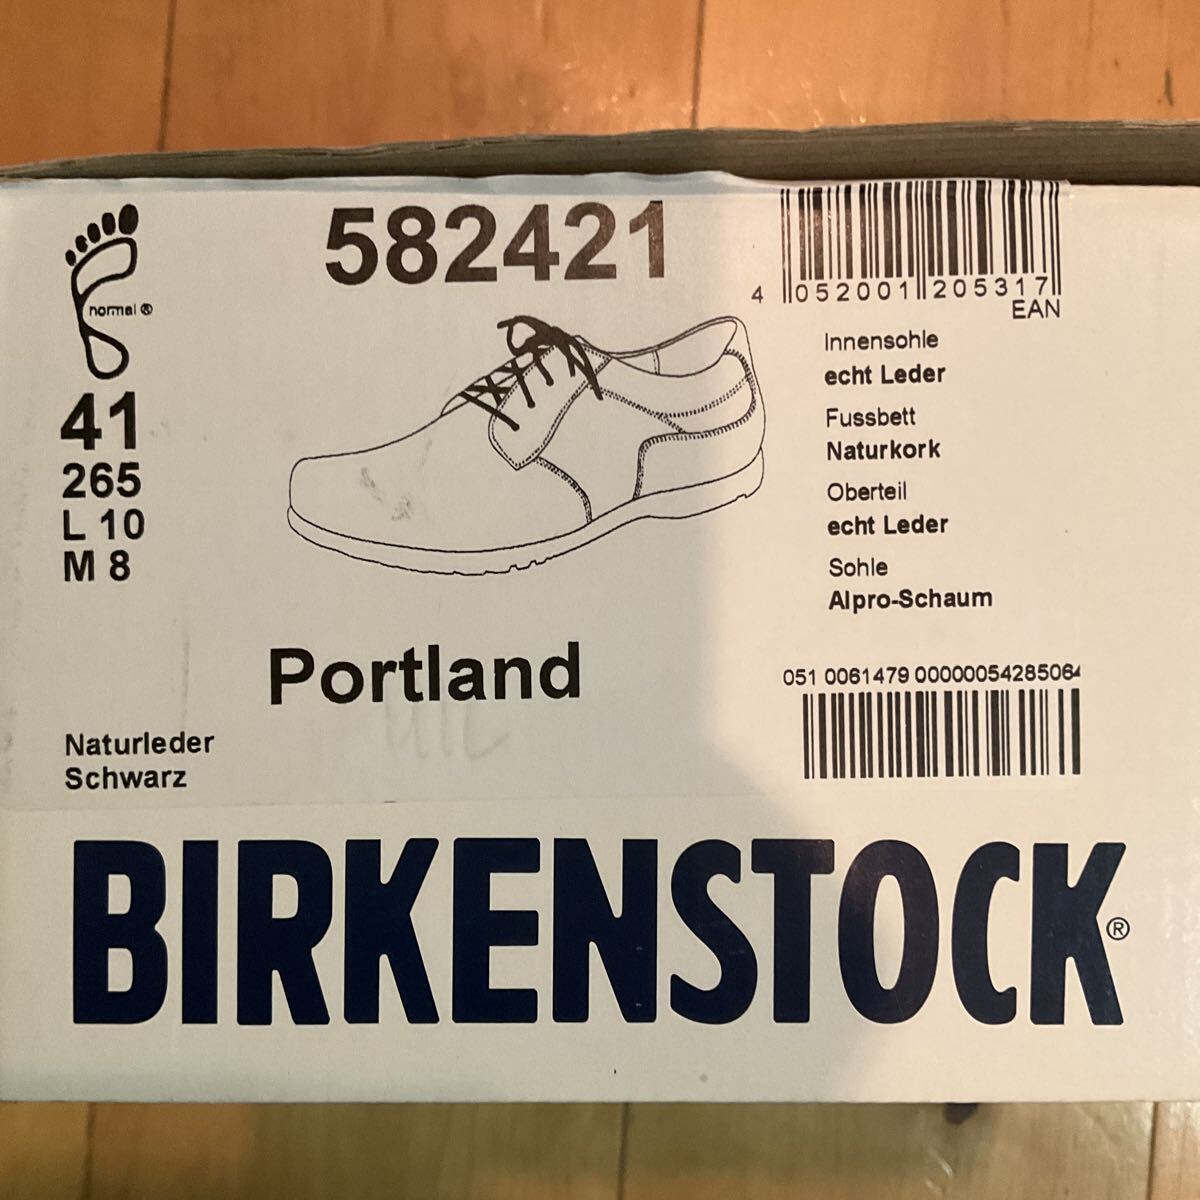 582421
normal ®
41
265
L 10
M 8
4 052001 205317
EAN
Innensohle
echt Leder
Fussbett
Naturkork
Oberteil
echt Leder
Sohle
Alpro-Schaum
Portland
051 0061479 00000054285064
Naturleder
Schwarz
BIRKENSTOCK®